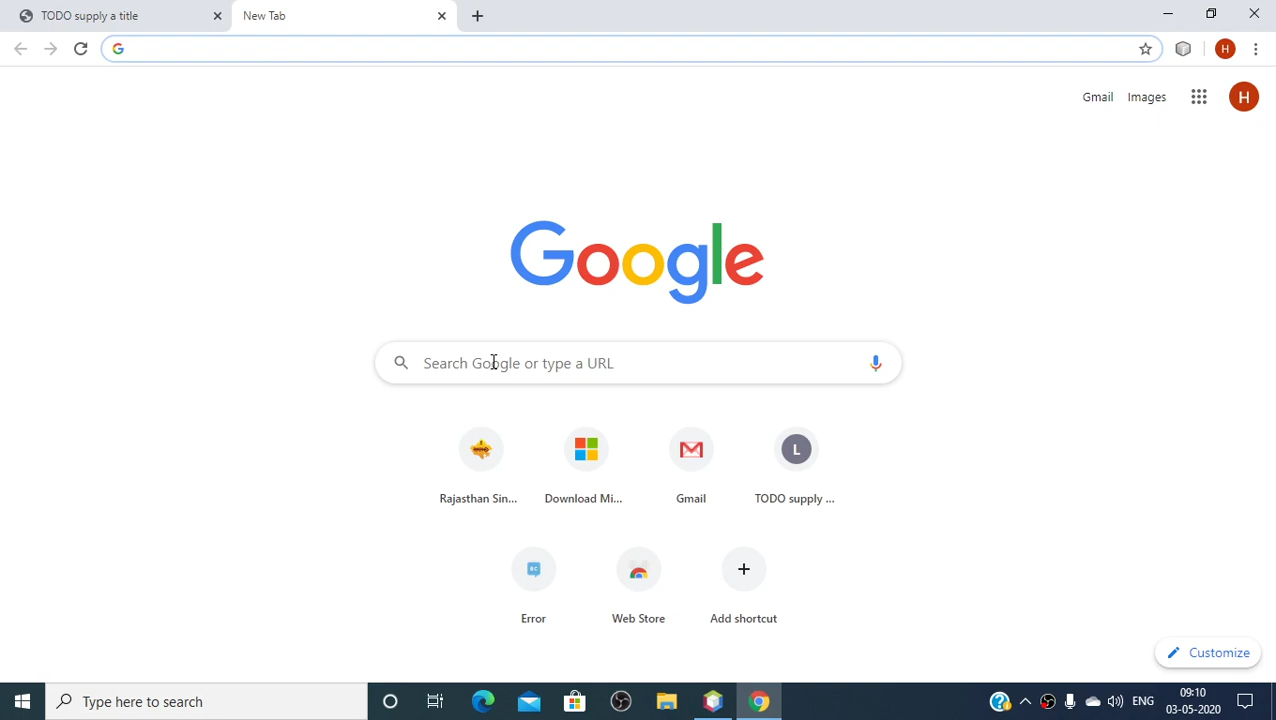 TODO supply a title
New Tab
H
Gmail Images H
Google
Search Google or type a URL
L
Rajasthan Sin... Download Mi... Gmail TODO supply ...
Error Web Store Add shortcut
Customize
Type here to search
ENG
09:10
03-05-2020